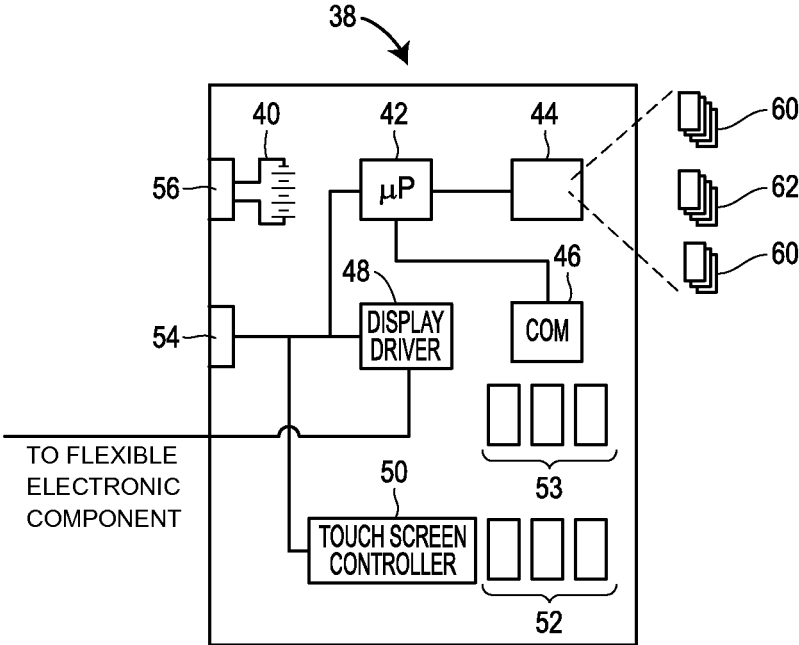 38
40
42
44
60
56
μP
62
48
46
60
54
DISPLAY
DRIVER
COM
TO FLEXIBLE
ELECTRONIC
COMPONENT
53
50
TOUCH SCREEN
CONTROLLER
52